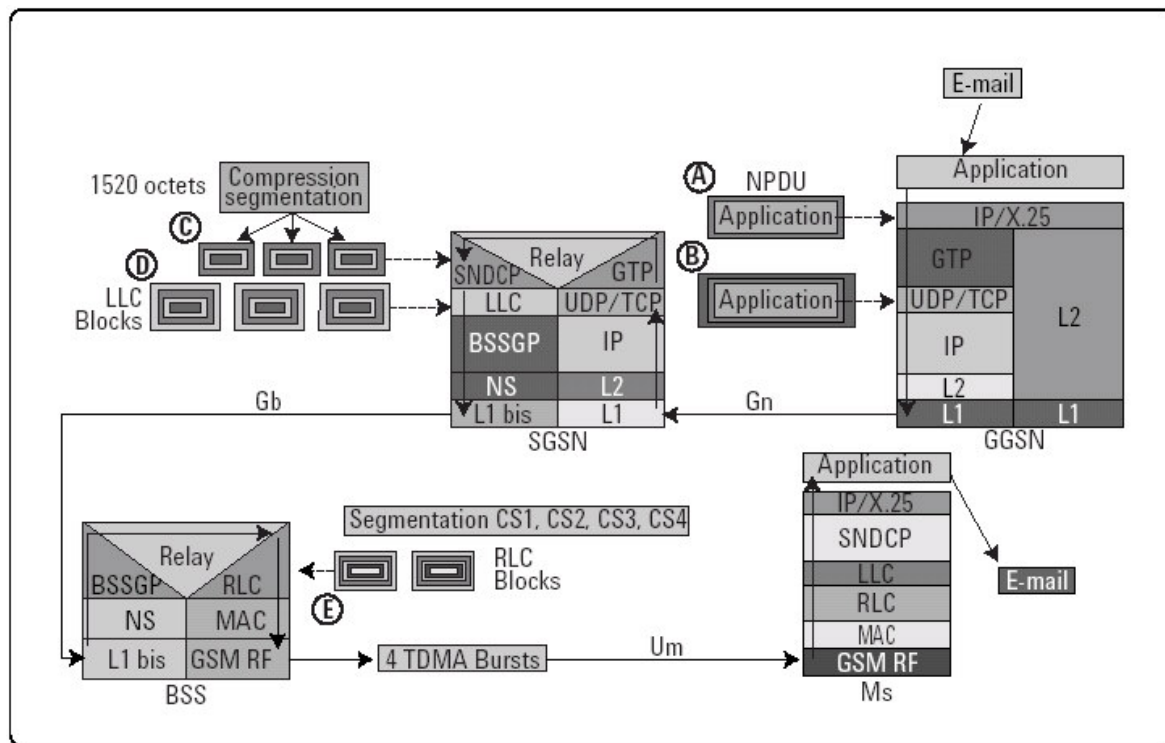 E-mail
Application
1520 octets
Compression
segmentation
A
NPDU
Application
IP/X.25
C
GTP
B
D
SNDCP
Relay
GTP
Application
UDP/TCP
L2
LLC
Blocks
LLC
UDP/TCP
BSSGP
IP
IP
NS
L2
L2
Gb
L1 bis
L1
Gn
L1
L1
SGSN
GGSN
Application
IP/X.25
Segmentation CS1, CS2, CS3, CS4
SNDCP
Relay
RLC
Blocks
BSSGP
RLC
LLC
E-mail
E
RLC
NS
MAC
MAC
L1 bis
GSM RF
4 TDMA Bursts
Um
GSM RF
BSS
Ms